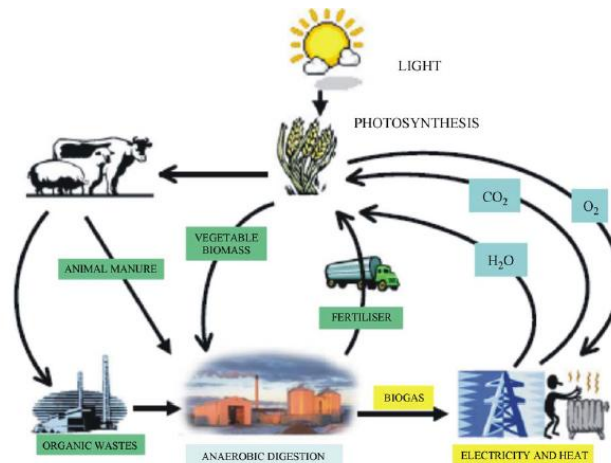 LIGHT
PHOTOSYNTHESIS
CO₂
O₂
VEGETABLE
BIOMASS
H₂O
ANIMAL MANURE
FERTILISER
BIOGAS
ORGANIC WASTES
ANAEROBIC DIGESTION
ELECTRICITY AND HEAT